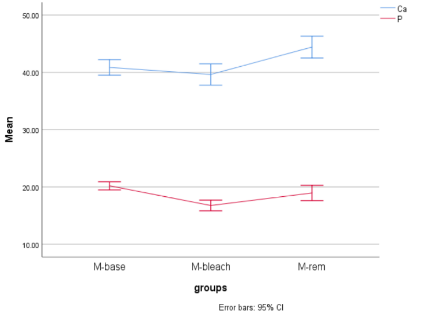 Ca
P
50.00
40.00
30.00
20.00
10.00
Mean
M-base M-bleach M-rem
groups
Error bars: 95% CI